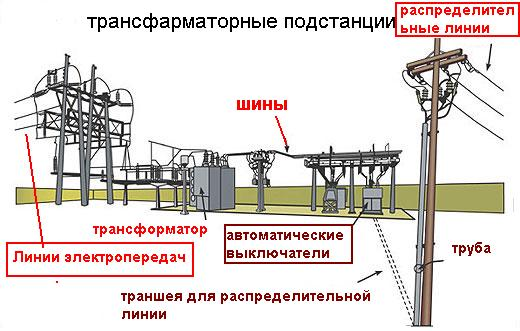 трансфарматорные подстанции
распределител
ьные линии
шины
трансформатор
автоматические
выключатели
труба
Линии электропередач
траншея для распределительной
линии